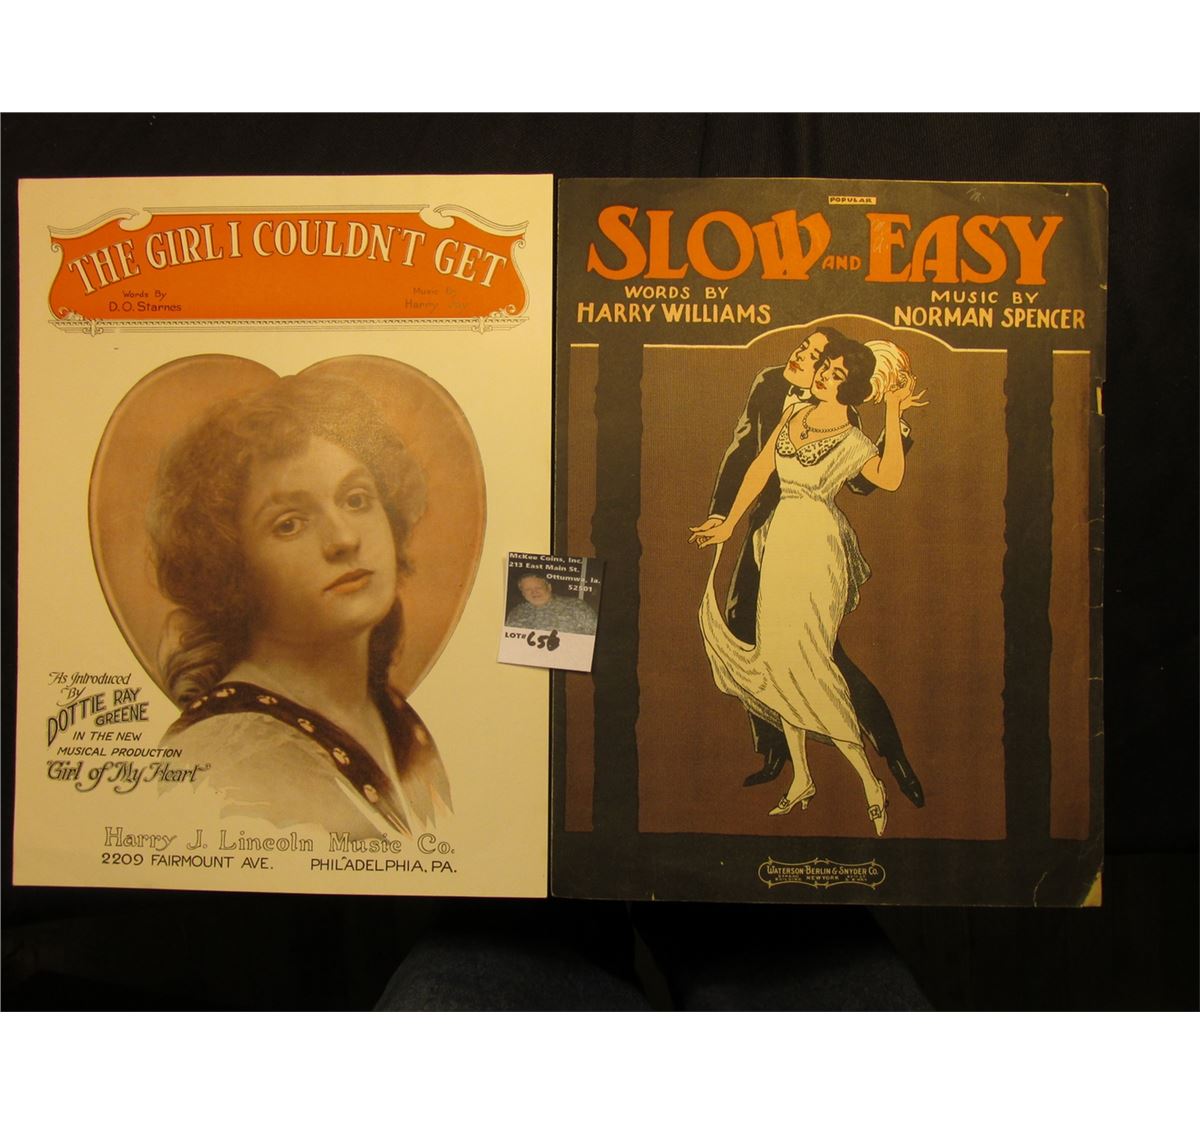 THE GIRL I COULDN'T GET
Words By
D. O. Starnes
Music By
Harry Jay
As Introduced
By
DOTTIE RAY
GREENE
IN THE NEW
MUSICAL PRODUCTION
"Girl of My Heart"
Harry J. Lincoln Music Co.
2209 FAIRMOUNT AVE. PHILADELPHIA, PA.
McKee Coins, Inc.
213 East Main St.
Ottumwa, Ia.
52501
LOT# 656
POPULAR
SLOW AND EASY
WORDS BY
HARRY WILLIAMS
MUSIC BY
NORMAN SPENCER
WATERSON·BERLIN & SNYDER CO.
STRAND
BUILDING NEW YORK